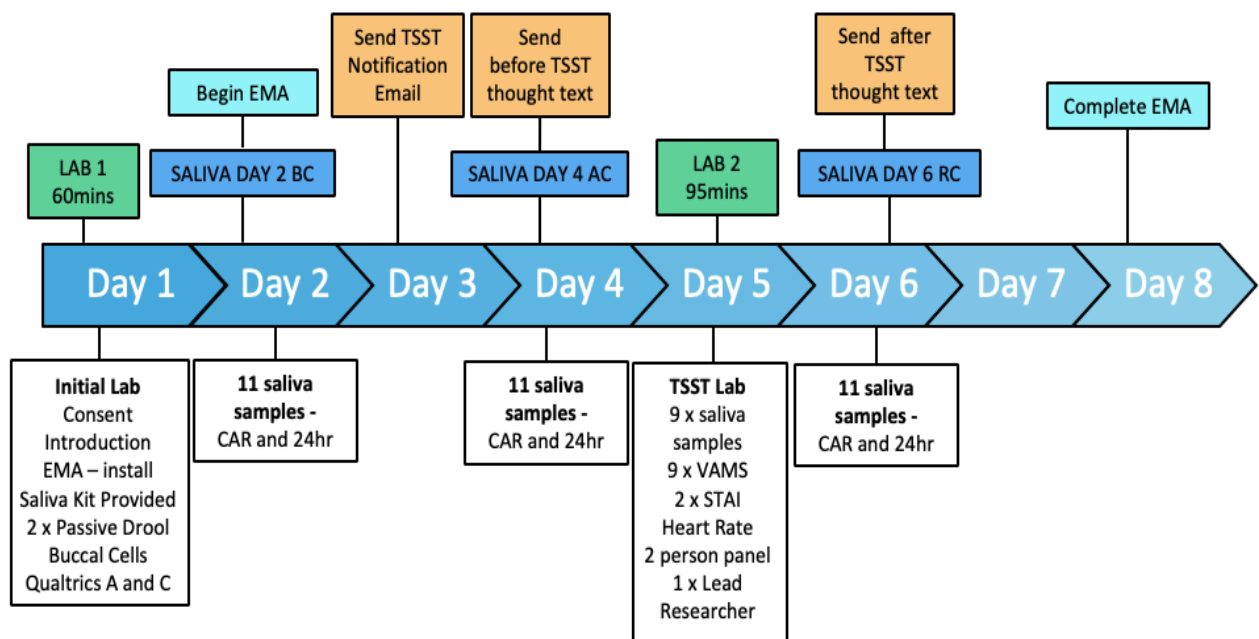 Send TSST
Notification
Email
Send
before TSST
thought text
Send after
TSST
thought text
Begin EMA
Complete EMA
LAB 1
60mins
SALIVA DAY 2 BC
SALIVA DAY 4 AC
LAB 2
95mins
SALIVA DAY 6 RC
Day 1
Day 2
Day 3
Day 4
Day 5
Day 6
Day 7
Day 8
Initial Lab
Consent
Introduction
EMA – install
Saliva Kit Provided
2 x Passive Drool
Buccal Cells
Qualtrics A and C
11 saliva
samples -
CAR and 24hr
11 saliva
samples -
CAR and 24hr
TSST Lab
9 x saliva
samples
9 x VAMS
2 x STAI
Heart Rate
2 person panel
1 x Lead
Researcher
11 saliva
samples -
CAR and 24hr